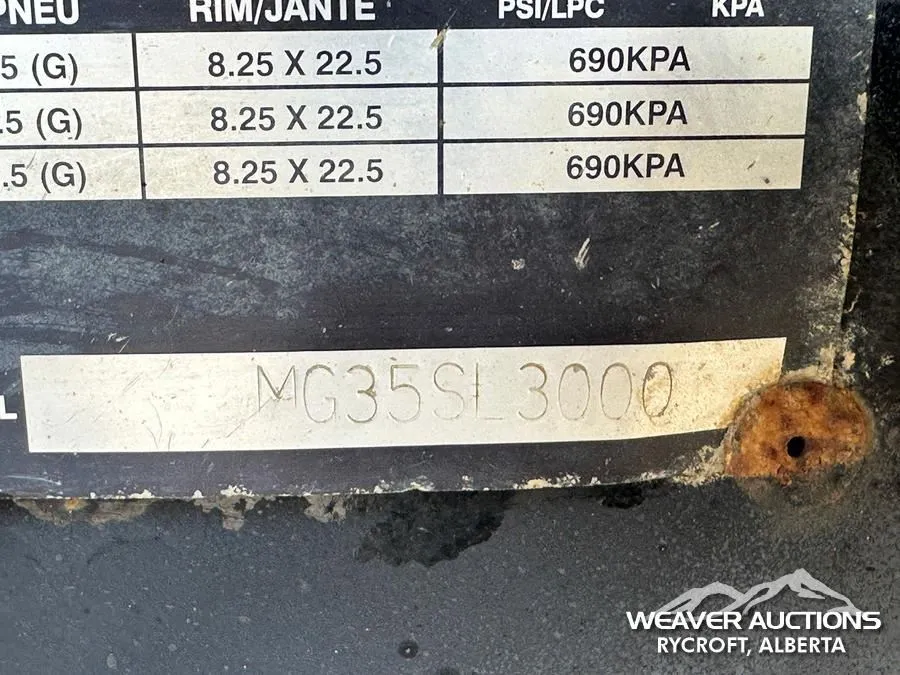 PNEU RIM/JANTE PSI/LPC KPA
5 (G) 8.25 X 22.5 690KPA
.5 (G) 8.25 X 22.5 690KPA
.5 (G) 8.25 X 22.5 690KPA
L MG35SL3000
WEAVER AUCTIONS
RYCROFT, ALBERTA